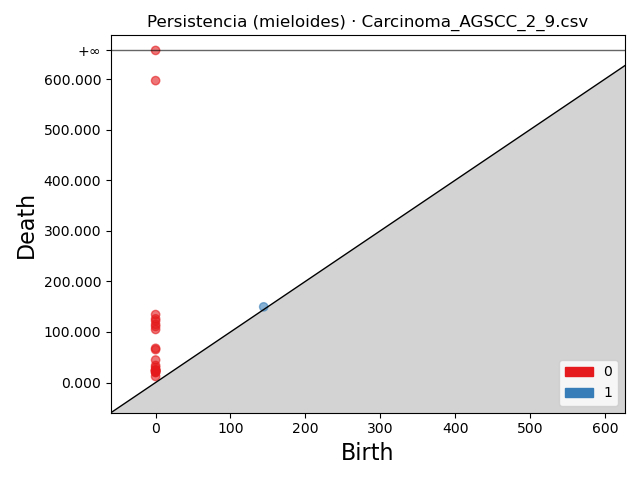 Persistencia (mieloides) · Carcinoma_AGSCC_2_9.csv
+∞
600.000
500.000
400.000
300.000
200.000
100.000
0.000
Death
0
1
0 100 200 300 400 500 600
Birth